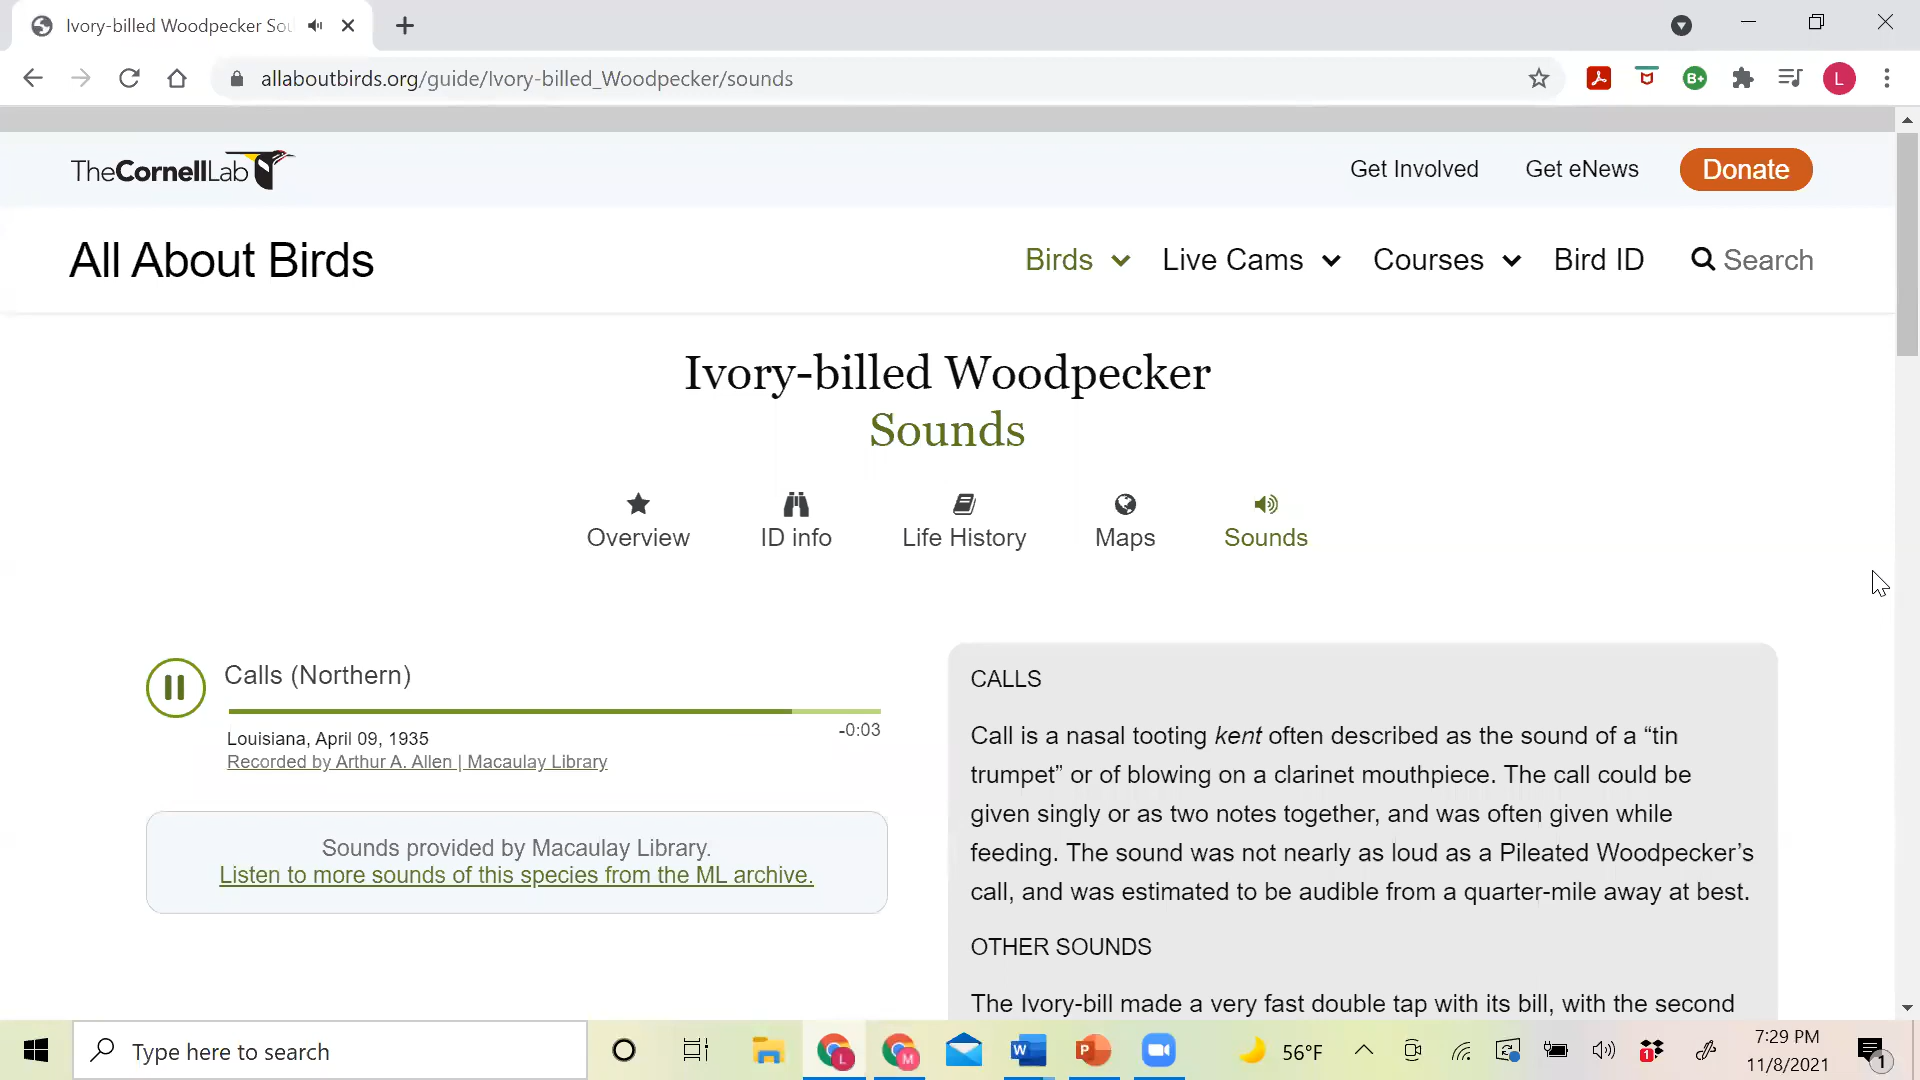 Ivory-billed Woodpecker Sou
allaboutbirds.org/guide/Ivory-billed_Woodpecker/sounds
B+
L
TheCornellLab
Get Involved
Get eNews
Donate
All About Birds
Birds
Live Cams
Courses
Bird ID
Search
Ivory-billed Woodpecker
Sounds
Overview
ID info
Life History
Maps
Sounds
Calls (Northern)
-0:03
Louisiana, April 09, 1935
Recorded by Arthur A. Allen | Macaulay Library
Sounds provided by Macaulay Library.
Listen to more sounds of this species from the ML archive.
CALLS
Call is a nasal tooting kent often described as the sound of a “tin
trumpet” or of blowing on a clarinet mouthpiece. The call could be
given singly or as two notes together, and was often given while
feeding. The sound was not nearly as loud as a Pileated Woodpecker’s
call, and was estimated to be audible from a quarter-mile away at best.
OTHER SOUNDS
The Ivory-bill made a very fast double tap with its bill, with the second
Type here to search
L
M
W
P
56°F
1
7:29 PM
11/8/2021
1